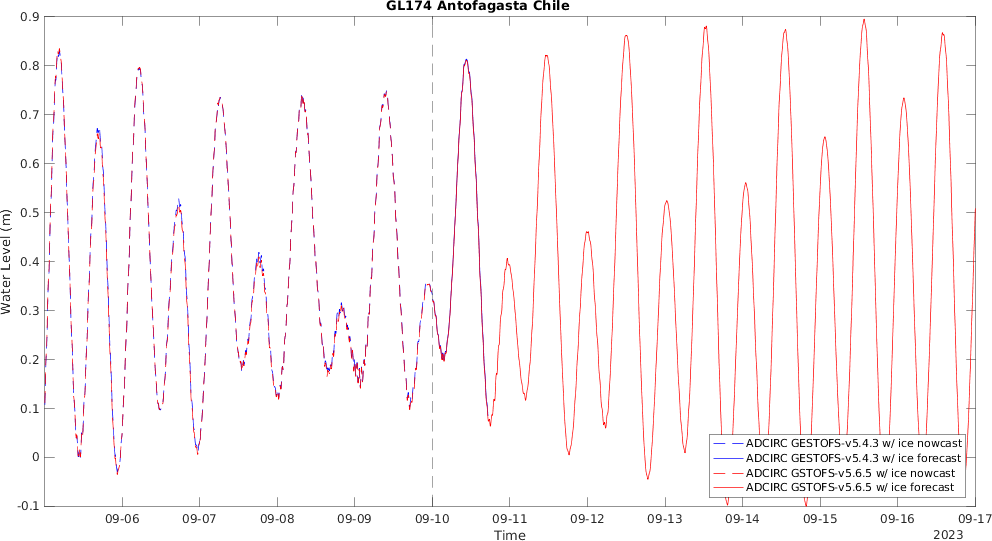 GL174 Antofagasta Chile
0.9
0.8
0.7
0.6
0.5
0.4
0.3
0.2
0.1
0
-0.1
Water Level (m)
ADCIRC GESTOFS-v5.4.3 w/ ice nowcast
ADCIRC GESTOFS-v5.4.3 w/ ice forecast
ADCIRC GSTOFS-v5.6.5 w/ ice nowcast
ADCIRC GSTOFS-v5.6.5 w/ ice forecast
09-06 09-07 09-08 09-09 09-10 09-11 09-12 09-13 09-14 09-15 09-16 09-17
Time
2023